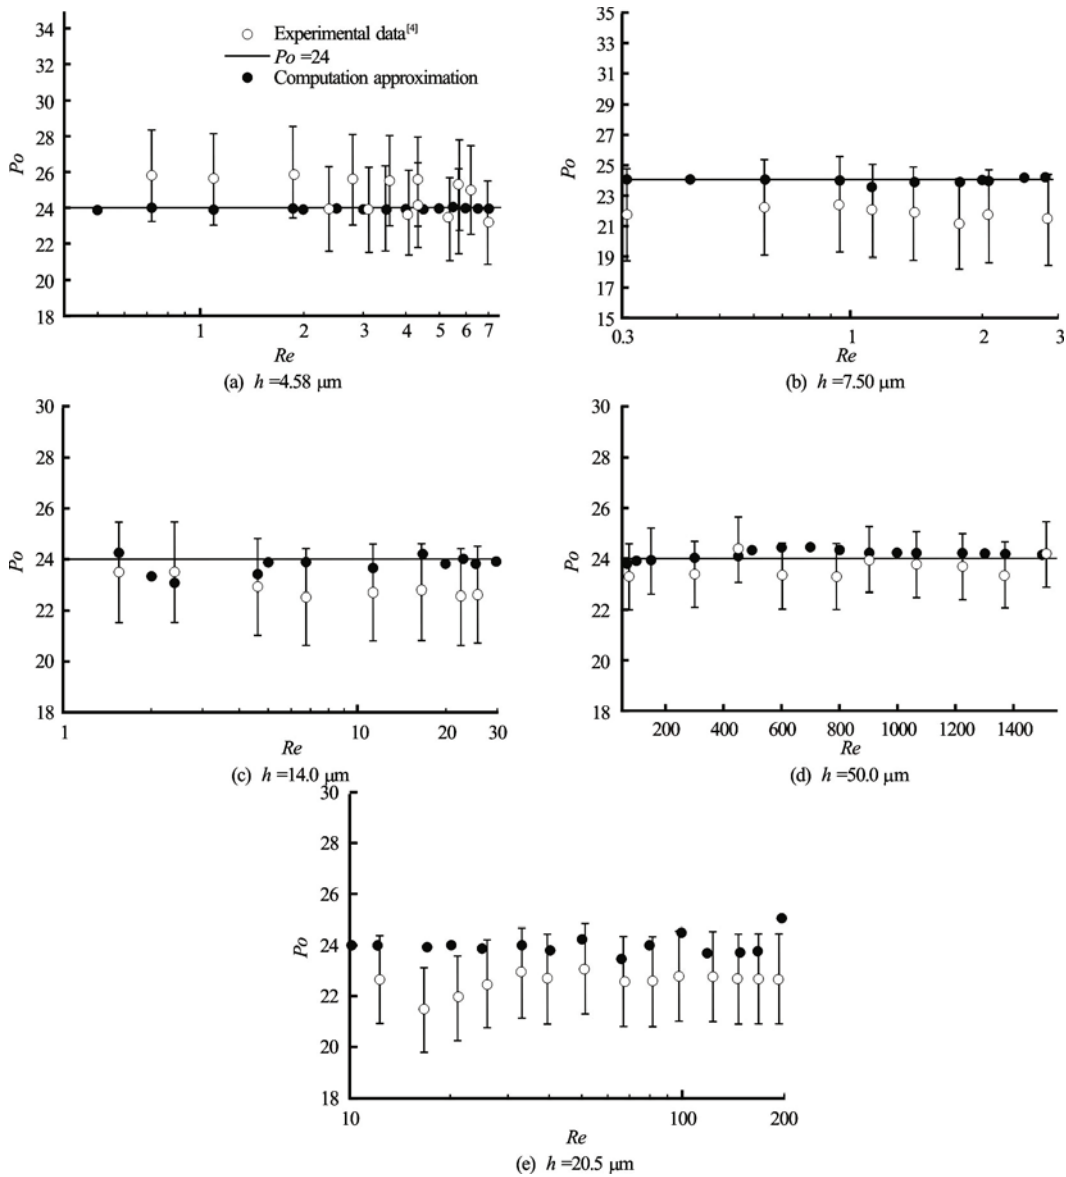 34
32
30
28
26
24
22
20
18
Po
Experimental data[4]
Po =24
Computation approximation
1 2 3 4 5 6 7
Re
(a) h =4.58 μm
35
33
31
29
27
25
23
21
19
17
15
Po
0.3 1 2 3
Re
(b) h =7.50 μm
30
28
26
24
22
20
18
Po
1 10 20 30
Re
(c) h =14.0 μm
30
28
26
24
22
20
18
Po
200 400 600 800 1000 1200 1400
Re
(d) h =50.0 μm
30
28
26
24
22
20
18
Po
10 100 200
Re
(e) h =20.5 μm